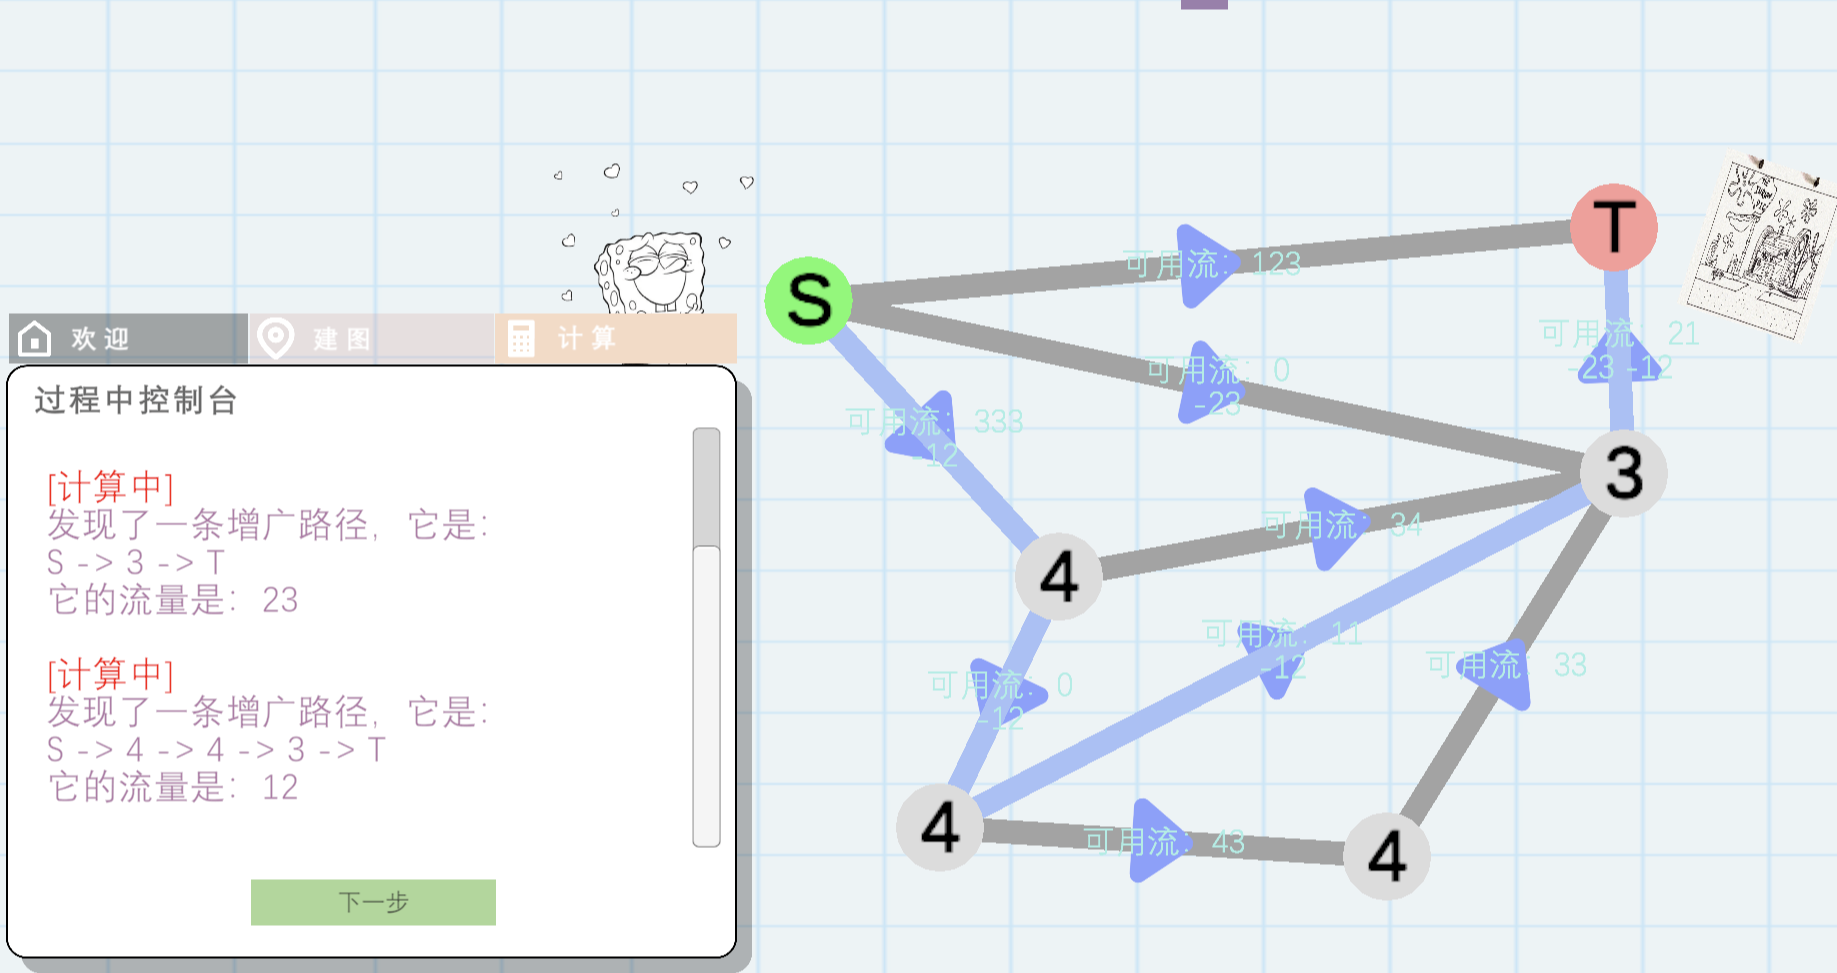 欢迎
建图
计算
过程中控制台
[计算中]
发现了一条增广路径，它是：
S -> 3 -> T
它的流量是：23
[计算中]
发现了一条增广路径，它是：
S -> 4 -> 4 -> 3 -> T
它的流量是：12
下一步
S
T
可用流：123
可用流：21
-23 -12
可用流：0
-23
可用流：333
-12
3
可用流：34
4
可用流：11
-12
可用流：33
可用流：0
-12
4
可用流：43
4